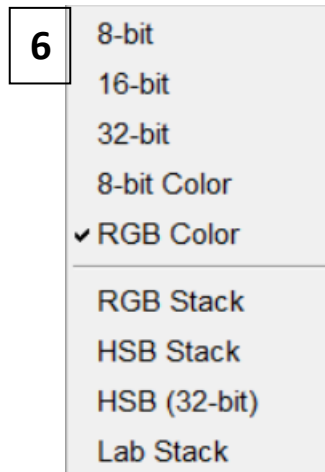 6
8-bit
16-bit
32-bit
8-bit Color
✓ RGB Color
RGB Stack
HSB Stack
HSB (32-bit)
Lab Stack